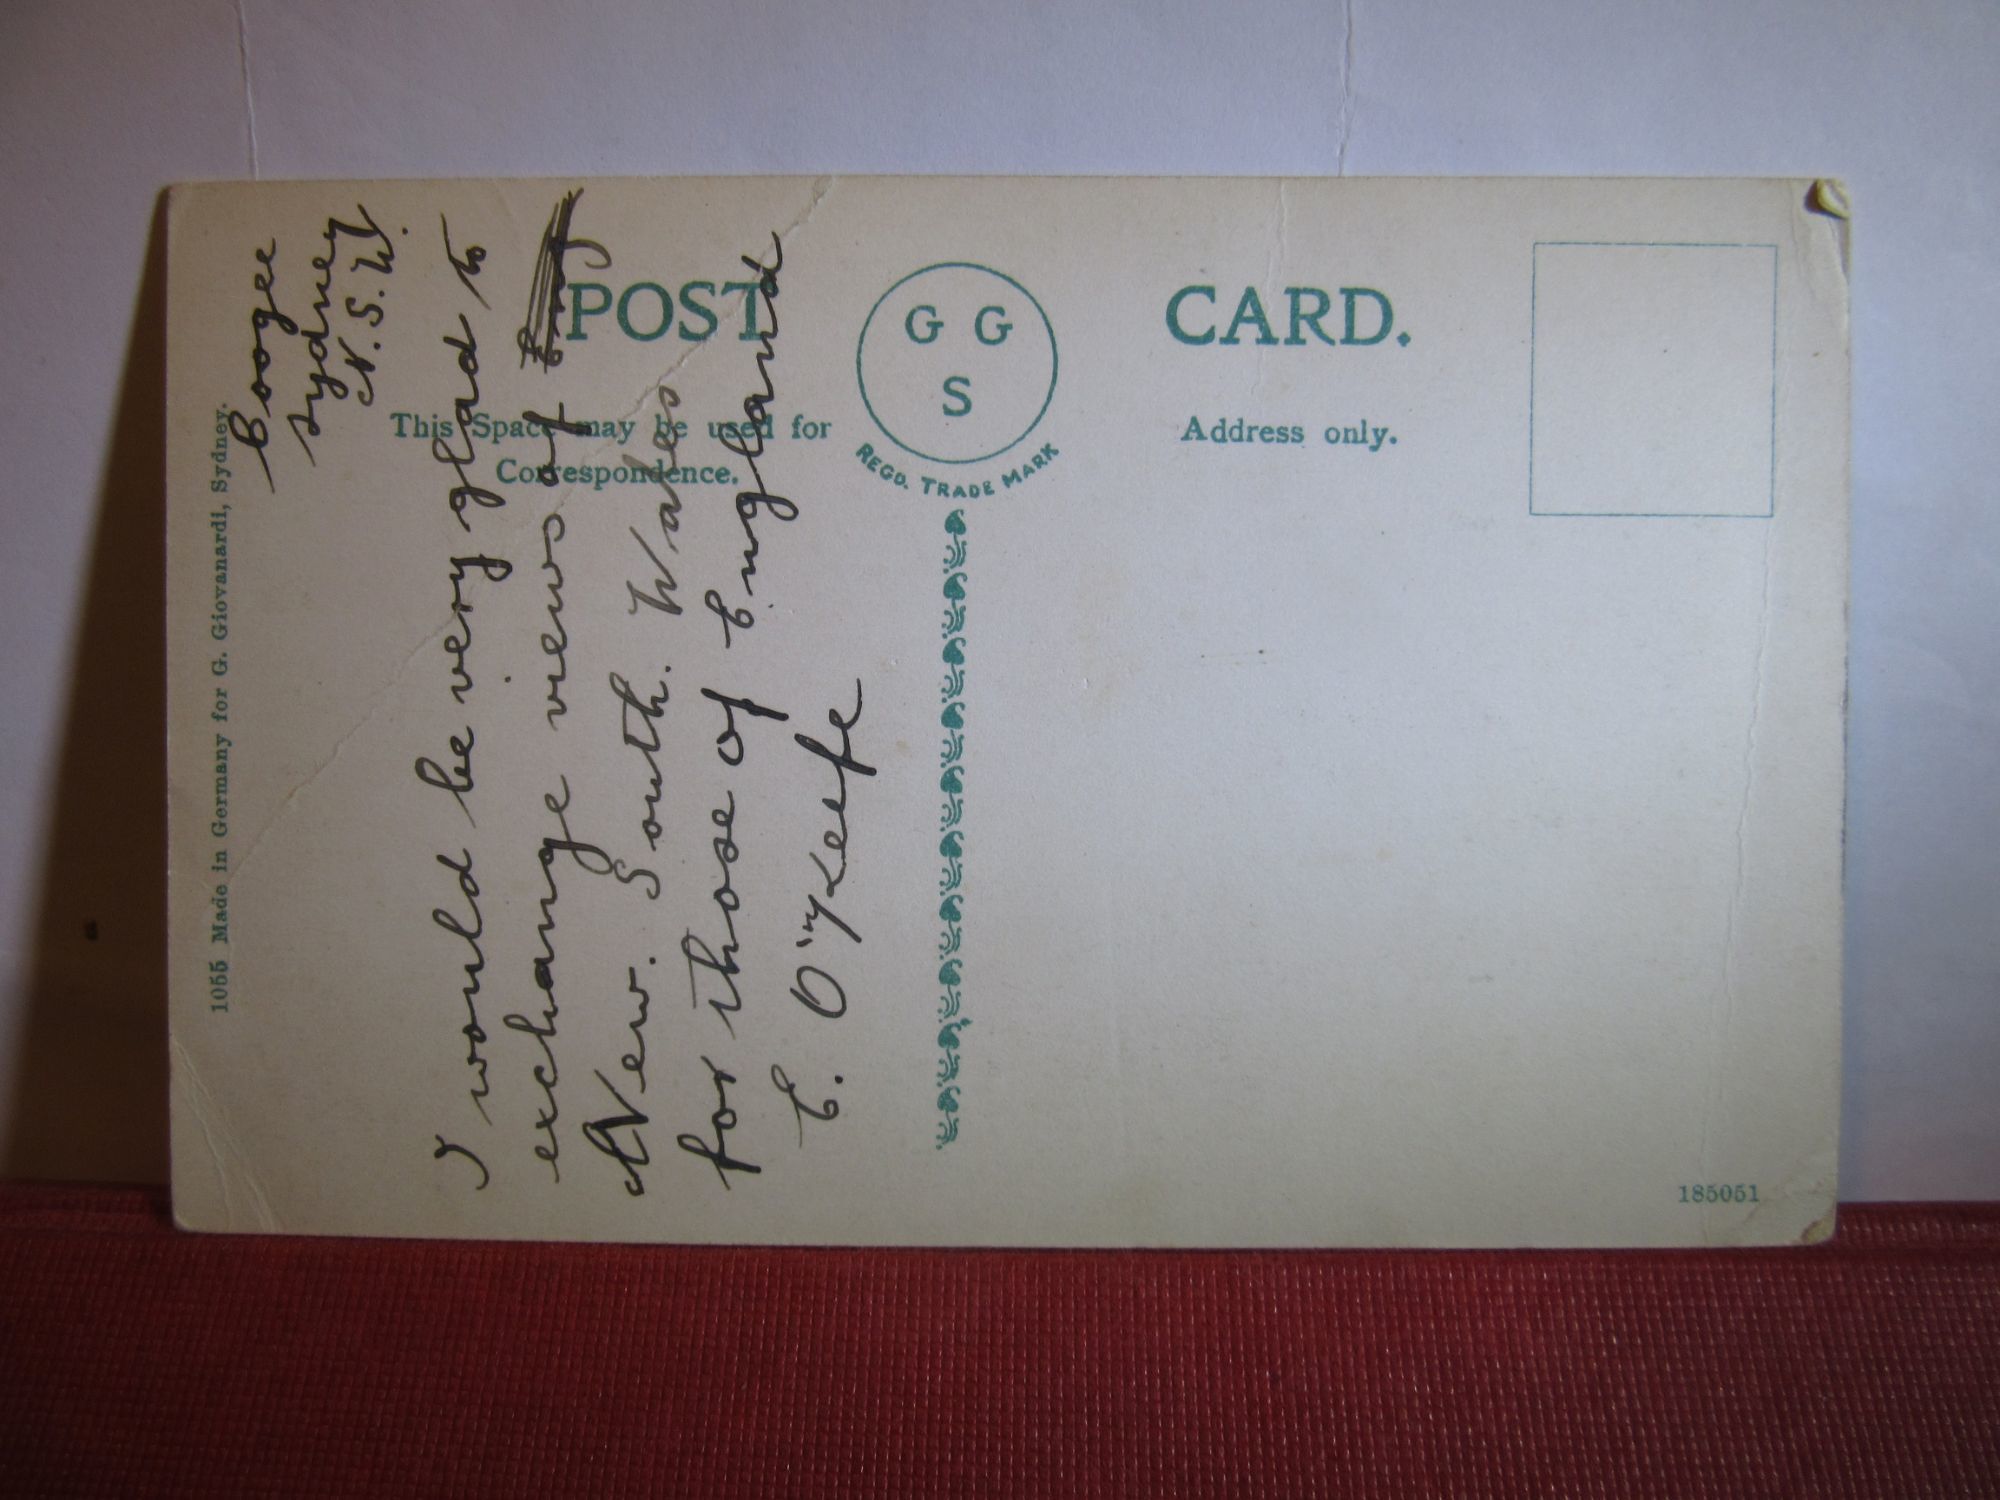 POST CARD.
G G
S
REGD. TRADE MARK
This Space may be used for
Correspondence.
Address only.
1055 Made in Germany for G. Giovanardi, Sydney.
185051
Coogee
Sydney
N.S.W.
I would be very glad to
exchange views of
New. South. Wales
for those of England
E. O'Keefe